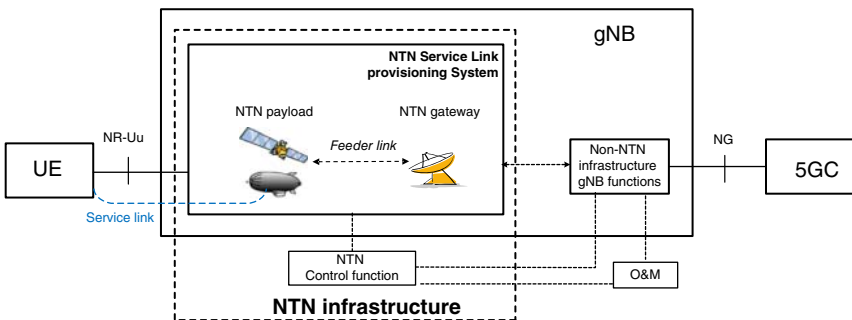 gNB
NTN Service Link
provisioning System
NTN payload
NTN gateway
NR-Uu
Feeder link
Non-NTN
infrastructure
gNB functions
NG
UE
5GC
Service link
NTN
Control function
O&M
NTN infrastructure